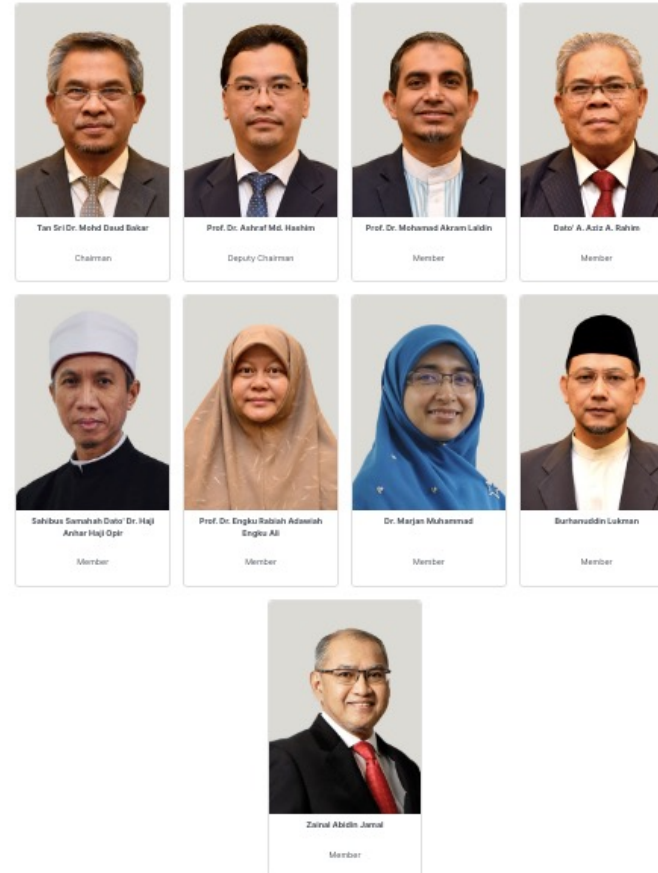 Tan Sri Dr. Mohd Daud Bakar
Chairman
Prof. Dr. Ashraf Md. Hashim
Deputy Chairman
Prof. Dr. Mohamad Akram Laldin
Member
Dato' A. Aziz A. Rahim
Member
Sahibus Samahah Dato' Dr. Haji
Anhar Haji Opir
Member
Prof. Dr. Engku Rabiah Adawiah
Engku Ali
Member
Dr. Marjan Muhammad
Member
Burhanuddin Lukman
Member
Zainal Abidin Jamal
Member